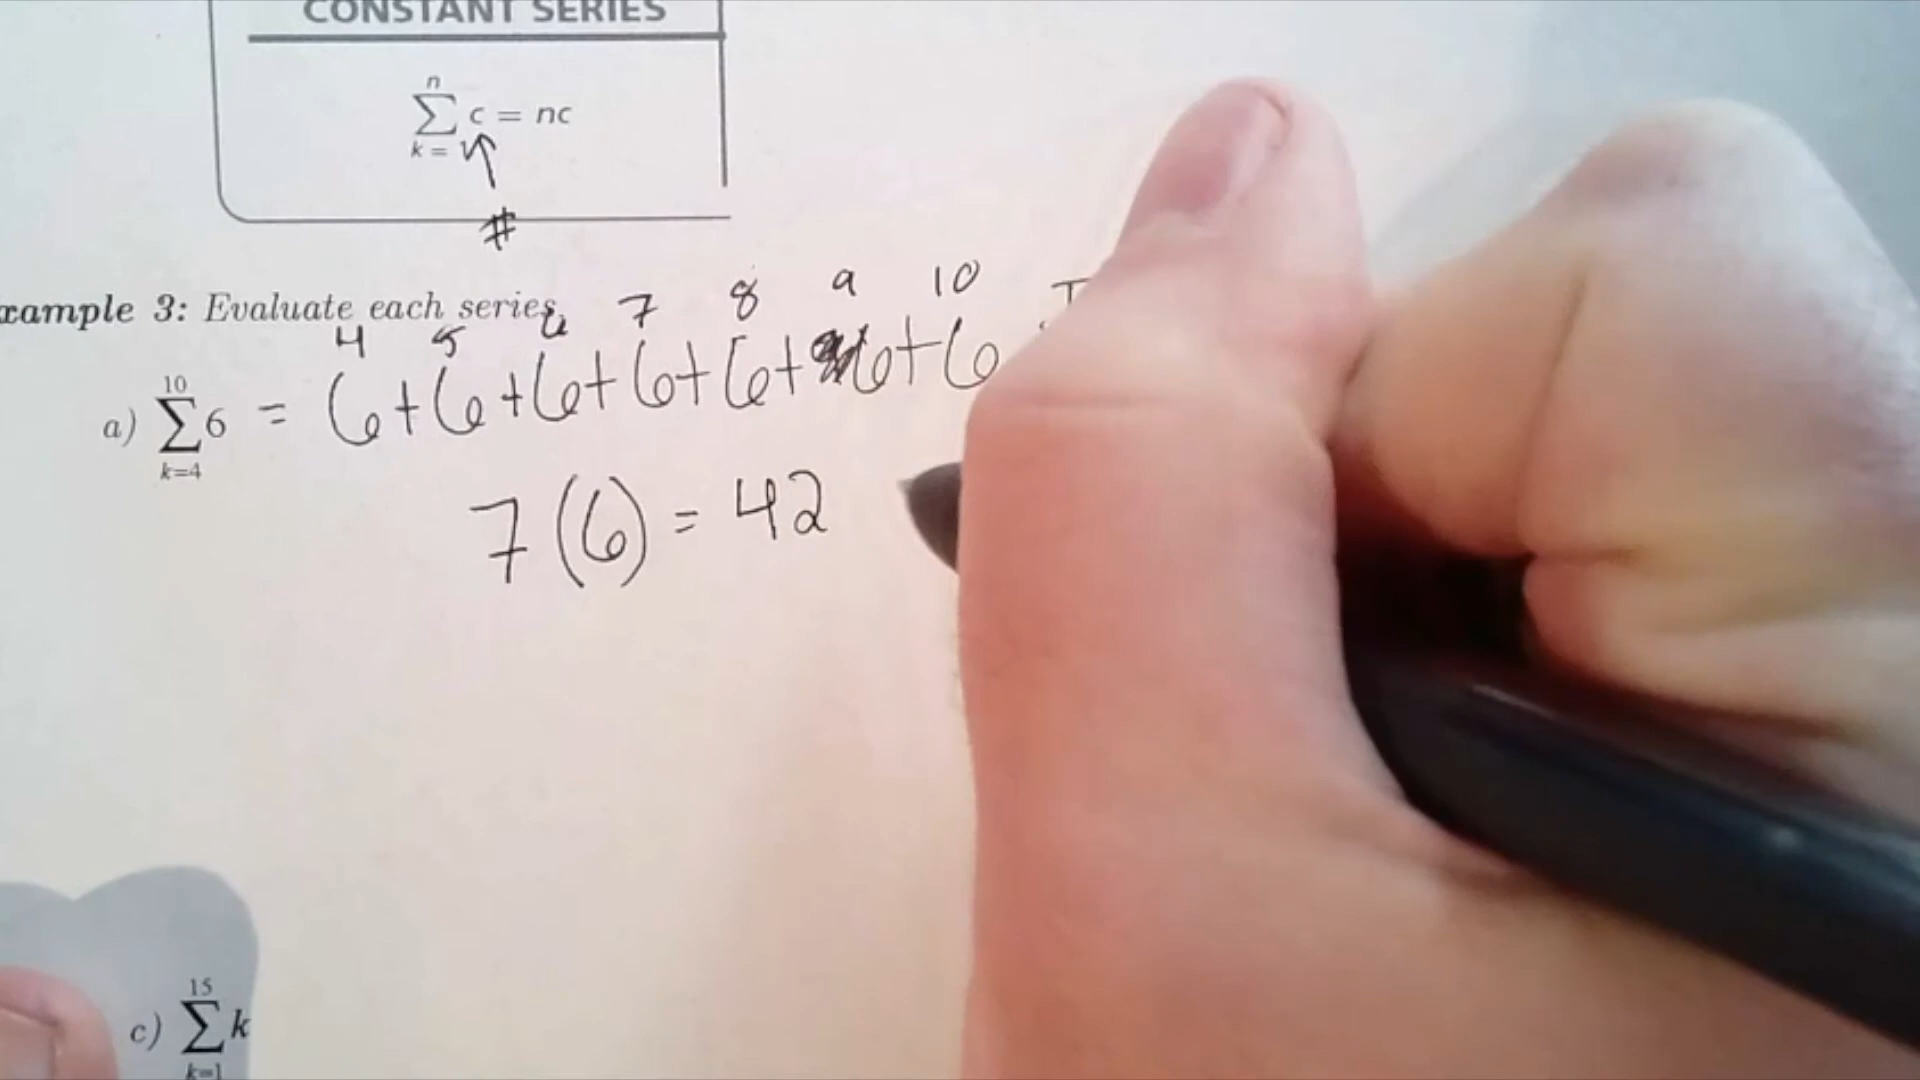 CONSTANT SERIES
n
∑ c = nc
k = 1
#
xample 3: Evaluate each series.
4 5 6 7 8 9 10
a) 10 ∑ k=4 6 = 6+6+6+6+6+6+6
7(6) = 42
c) 15 ∑ k=1 k